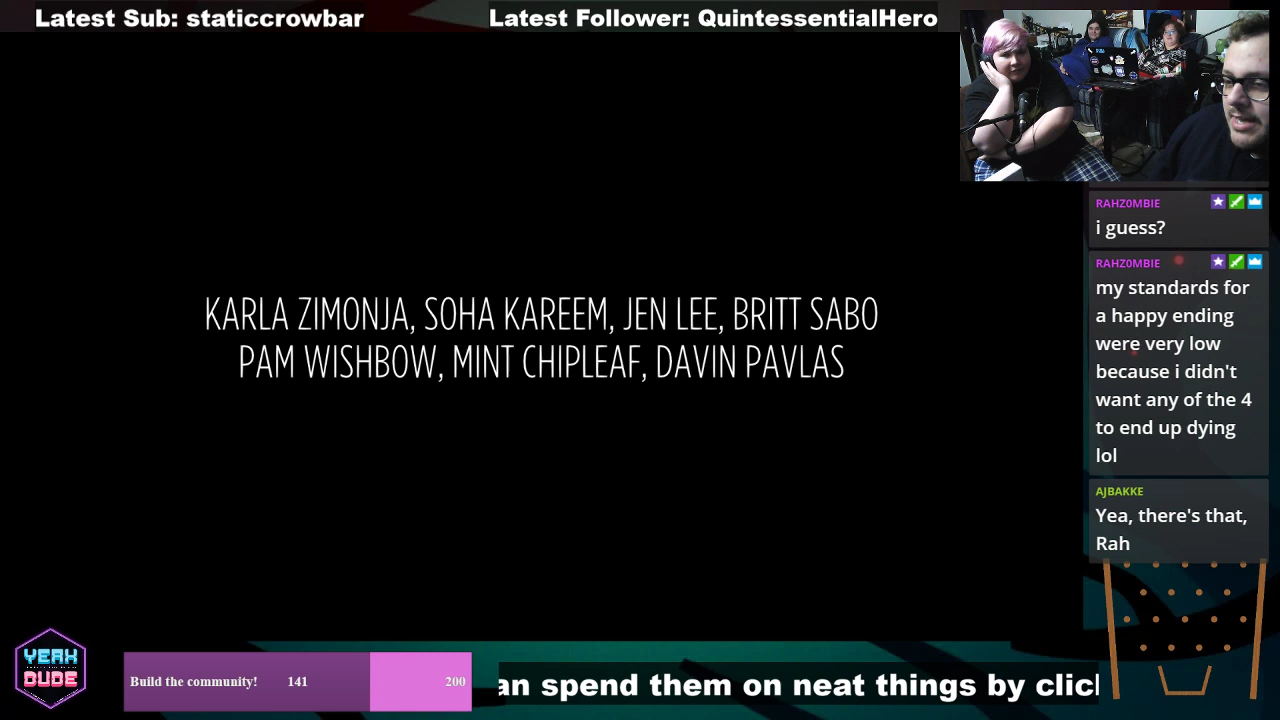 Latest Sub: staticcrowbar
Latest Follower: QuintessentialHero
KARLA ZIMONJA, SOHA KAREEM, JEN LEE, BRITT SABO
PAM WISHBOW, MINT CHIPLEAF, DAVIN PAVLAS
RAHZ0MBIE
i guess?
RAHZ0MBIE
my standards for
a happy ending
were very low
because i didn't
want any of the 4
to end up dying
lol
AJBAKKE
Yea, there's that,
Rah
YEAH
DUDE
Build the community! 141 200
an spend them on neat things by clic